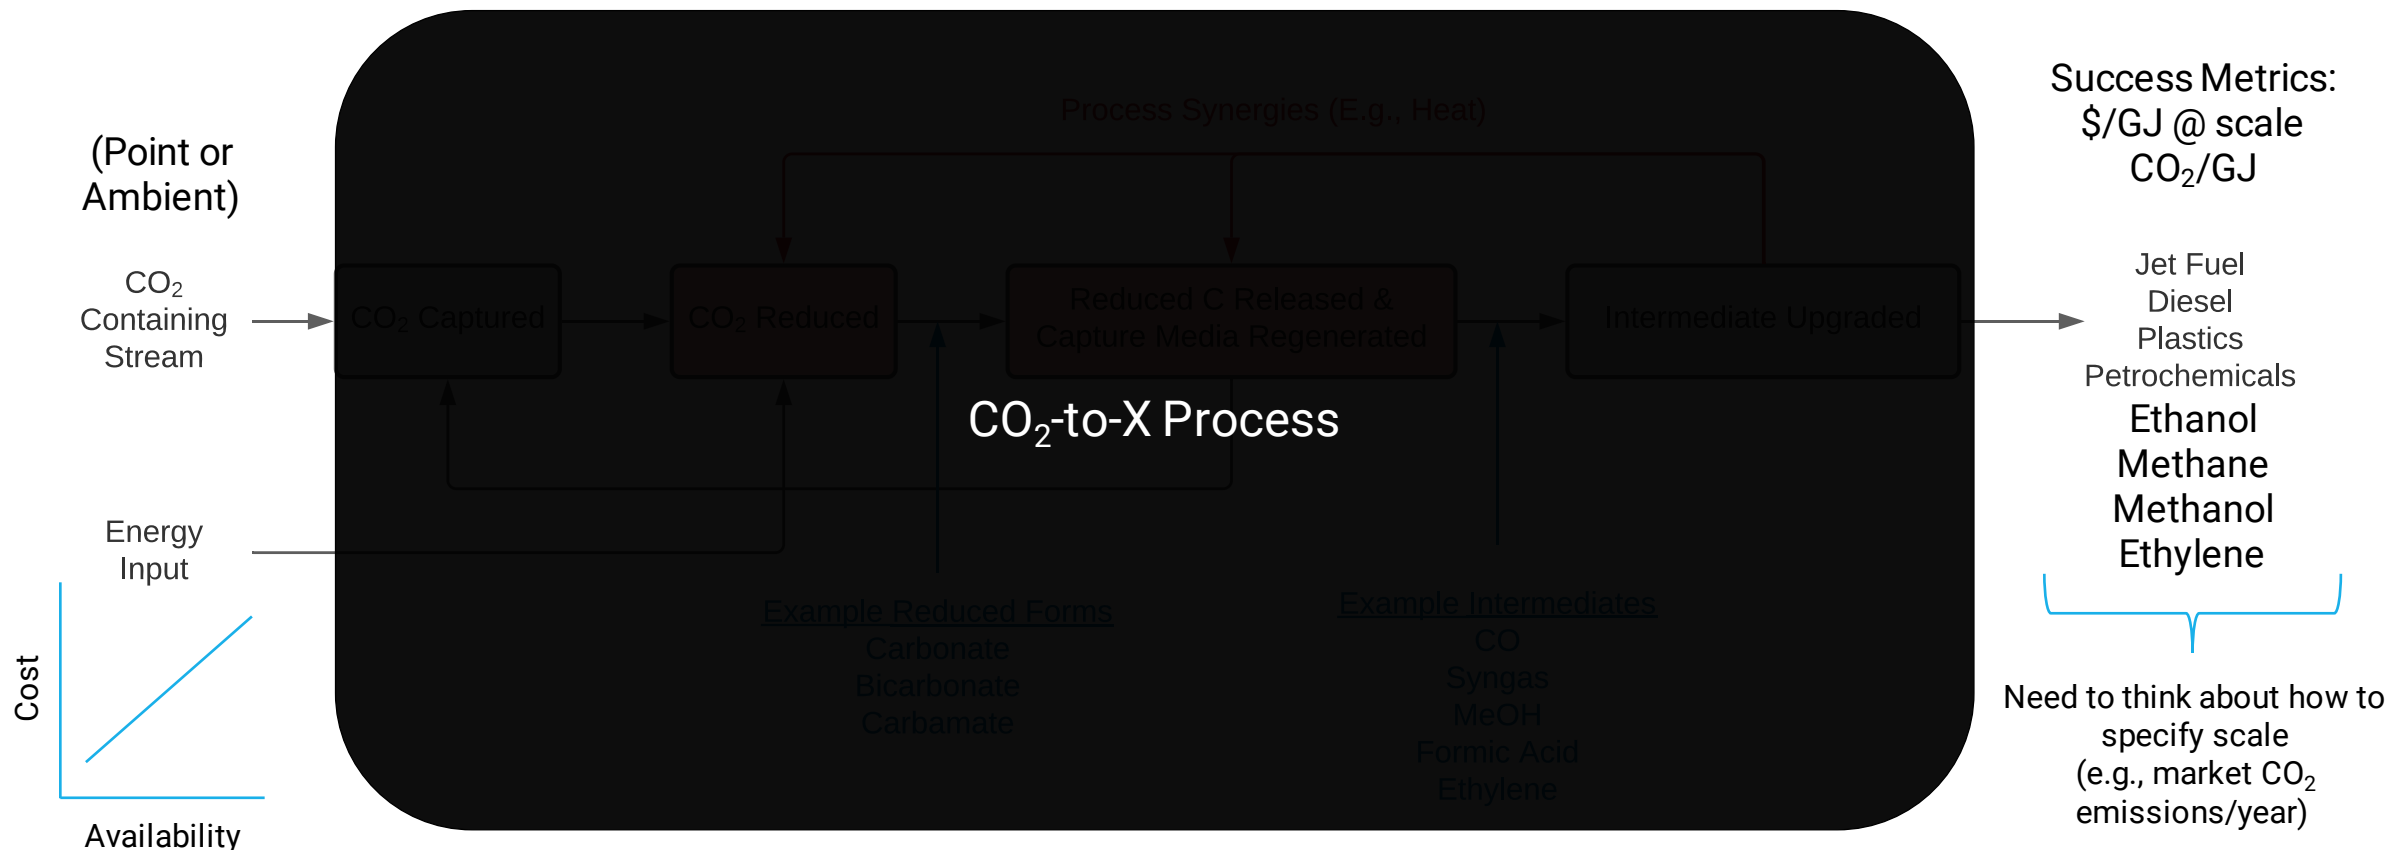 (Point or
Ambient)
CO₂
Containing
Stream
Energy
Input
Cost
Availability
Process Synergies (E.g., Heat)
CO₂ Captured
CO₂ Reduced
Reduced C Released &
Capture Media Regenerated
Intermediate Upgraded
CO₂-to-X Process
Example Reduced Forms
Carbonate
Bicarbonate
Carbamate
Example Intermediates
CO
Syngas
MeOH
Formic Acid
Ethylene
Success Metrics:
$/GJ @ scale
CO₂/GJ
Jet Fuel
Diesel
Plastics
Petrochemicals
Ethanol
Methane
Methanol
Ethylene
Need to think about how to
specify scale
(e.g., market CO₂
emissions/year)